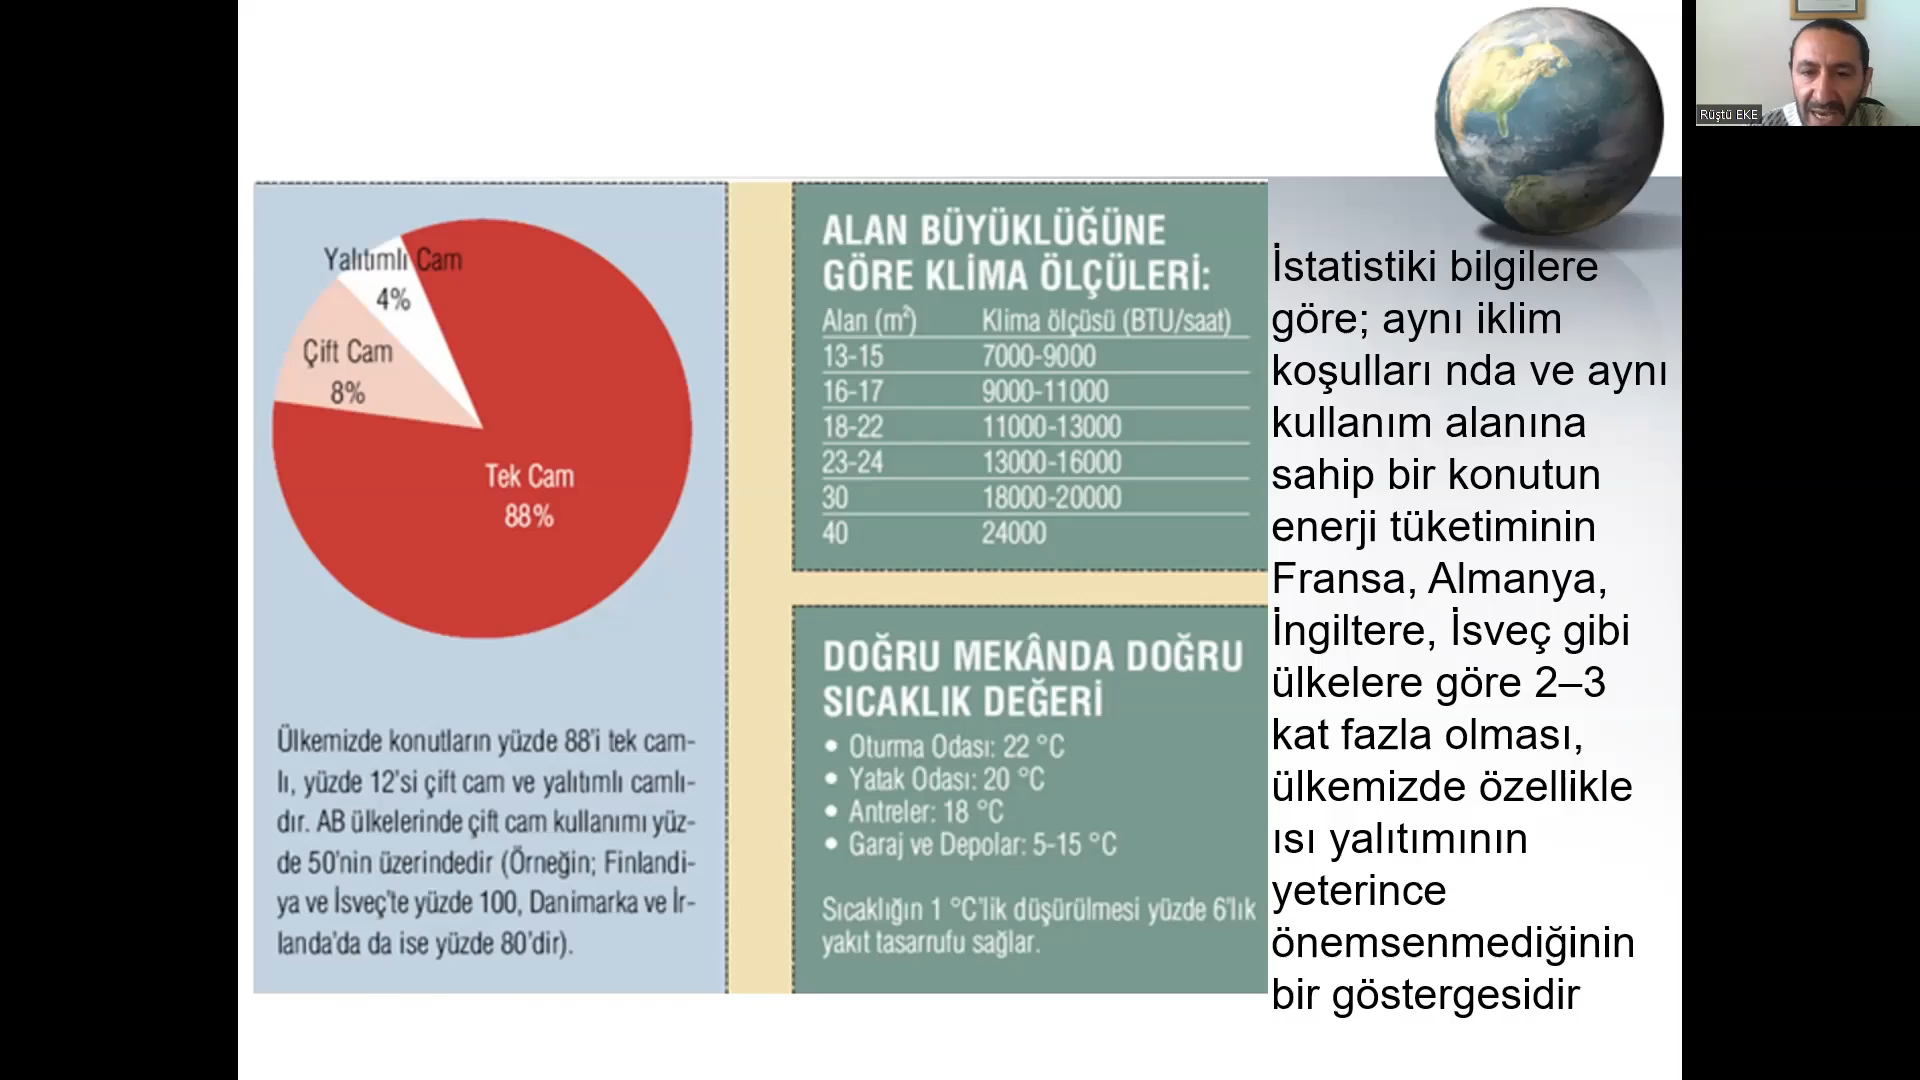 Yalıtımlı Cam
4%
Çift Cam
8%
Tek Cam
88%
Ülkemizde konutların yüzde 88'i tek cam-
lı, yüzde 12'si çift cam ve yalıtımlı camlı-
dır. AB ülkelerinde çift cam kullanımı yüz-
de 50'nin üzerindedir (Örneğin; Finlandi-
ya ve İsveç'te yüzde 100, Danimarka ve İr-
landa'da da ise yüzde 80'dir).
ALAN BÜYÜKLÜĞÜNE
GÖRE KLİMA ÖLÇÜLERİ:
Alan (m²) Klima ölçüsü (BTU/saat)
13-15 7000-9000
16-17 9000-11000
18-22 11000-13000
23-24 13000-16000
30 18000-20000
40 24000
DOĞRU MEKÂNDA DOĞRU
SICAKLIK DEĞERİ
• Oturma Odası: 22 °C
• Yatak Odası: 20 °C
• Antreler: 18 °C
• Garaj ve Depolar: 5-15 °C
Sıcaklığın 1 °C'lik düşürülmesi yüzde 6'lık
yakıt tasarrufu sağlar.
İstatistiki bilgilere
göre; aynı iklim
koşulları nda ve aynı
kullanım alanına
sahip bir konutun
enerji tüketiminin
Fransa, Almanya,
İngiltere, İsveç gibi
ülkelere göre 2–3
kat fazla olması,
ülkemizde özellikle
ısı yalıtımının
yeterince
önemsenmediğinin
bir göstergesidir
Rüştü EKE